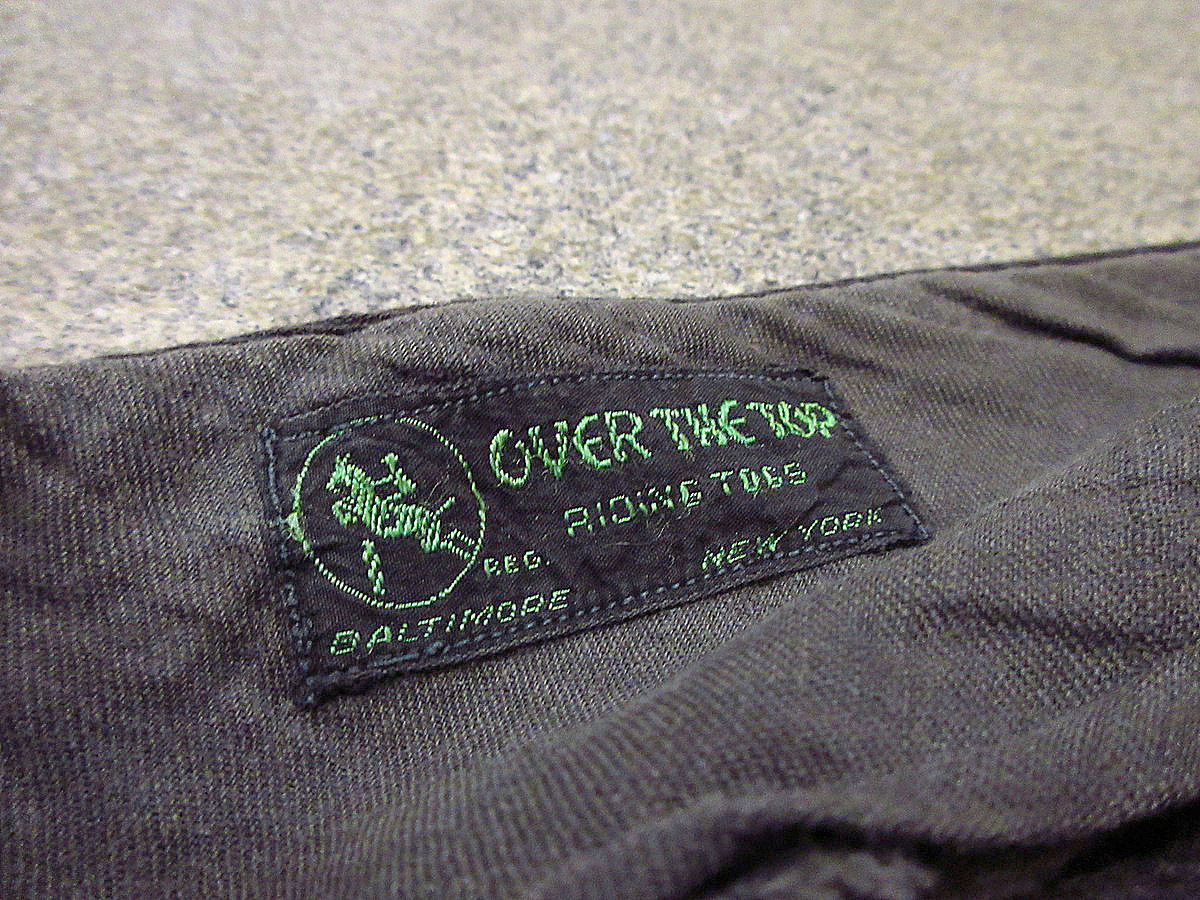 OVER THE TOP
RIDING TOGS
REG.
BALTIMORE NEW YORK